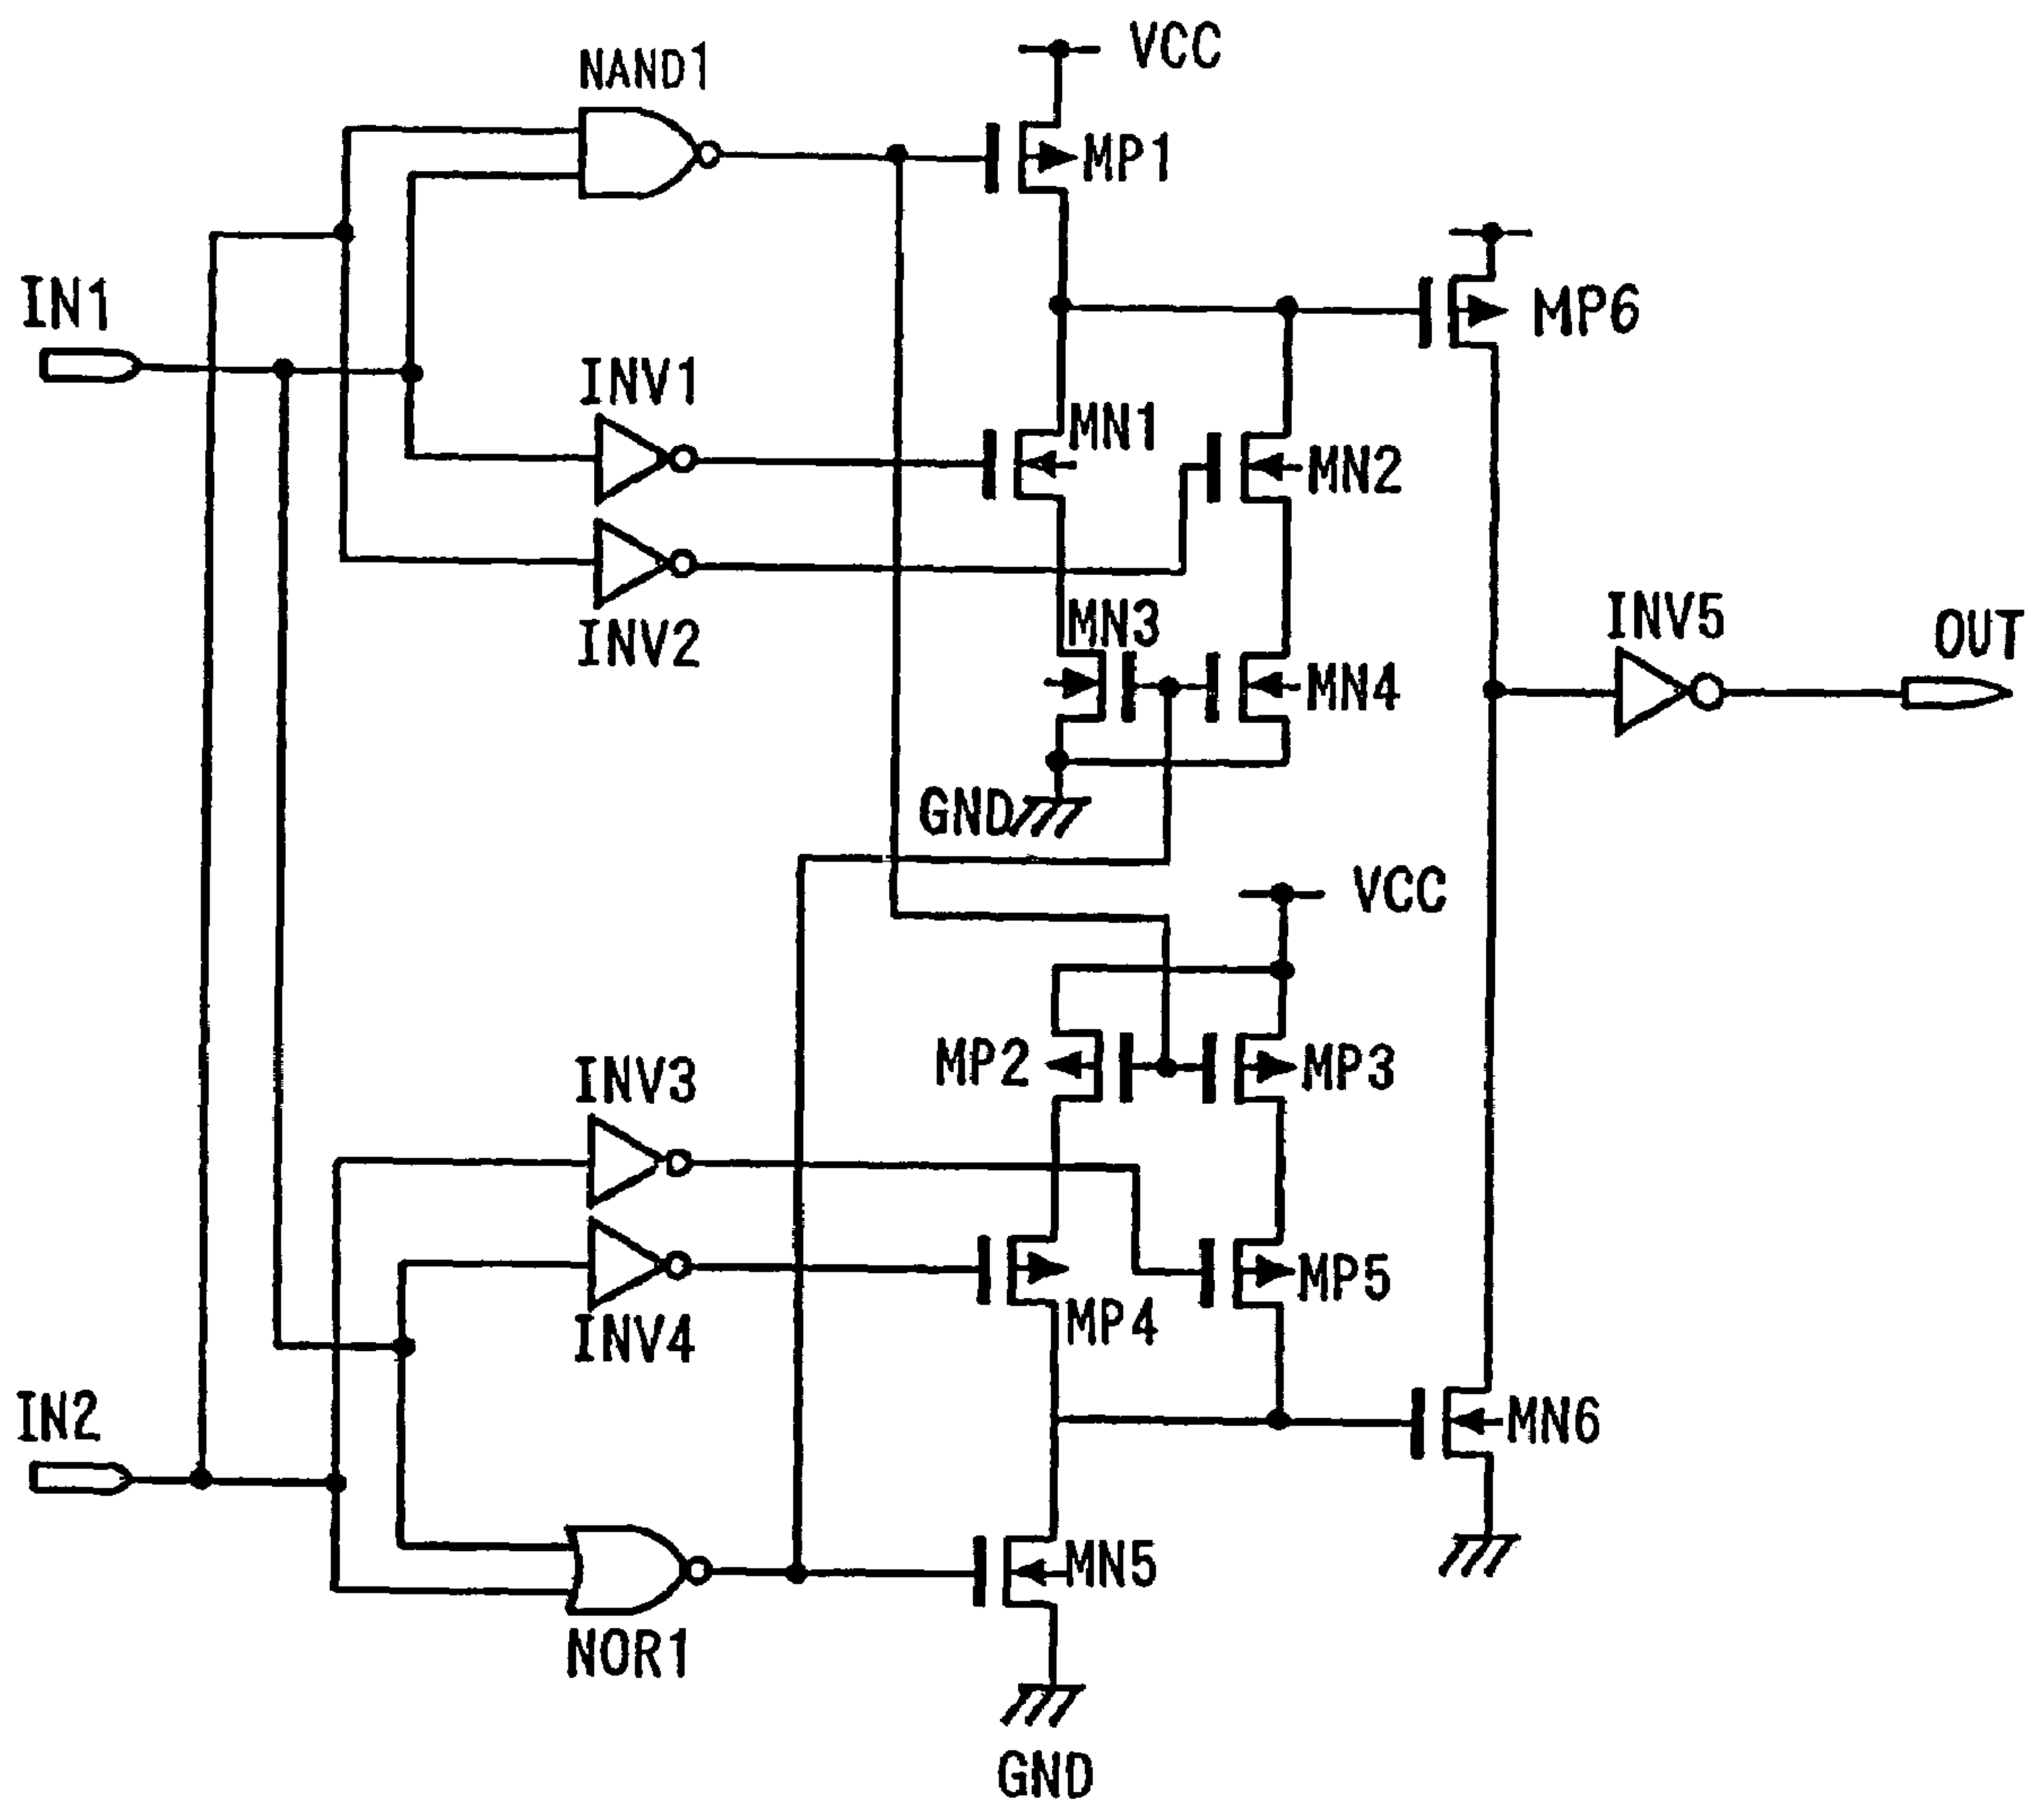 VCC
NAND1
MP1
IN1
MP6
INV1
MN1
MN2
INV2
MN3
INV5
OUT
MN4
GND
VCC
INV3
MP2
MP3
MP5
INV4
MP4
IN2
MN6
MN5
NOR1
GND